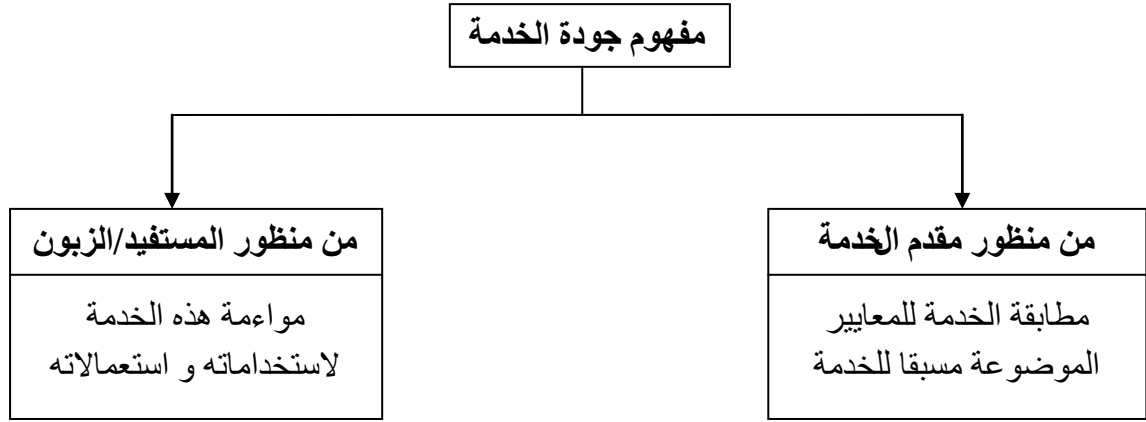 مفهوم جودة الخدمة
من منظور مقدم الخدمة
مطابقة الخدمة للمعايير
الموضوعة مسبقا للخدمة
من منظور المستفيد/الزبون
مواءمة هذه الخدمة
لاستخداماته و استعمالاته